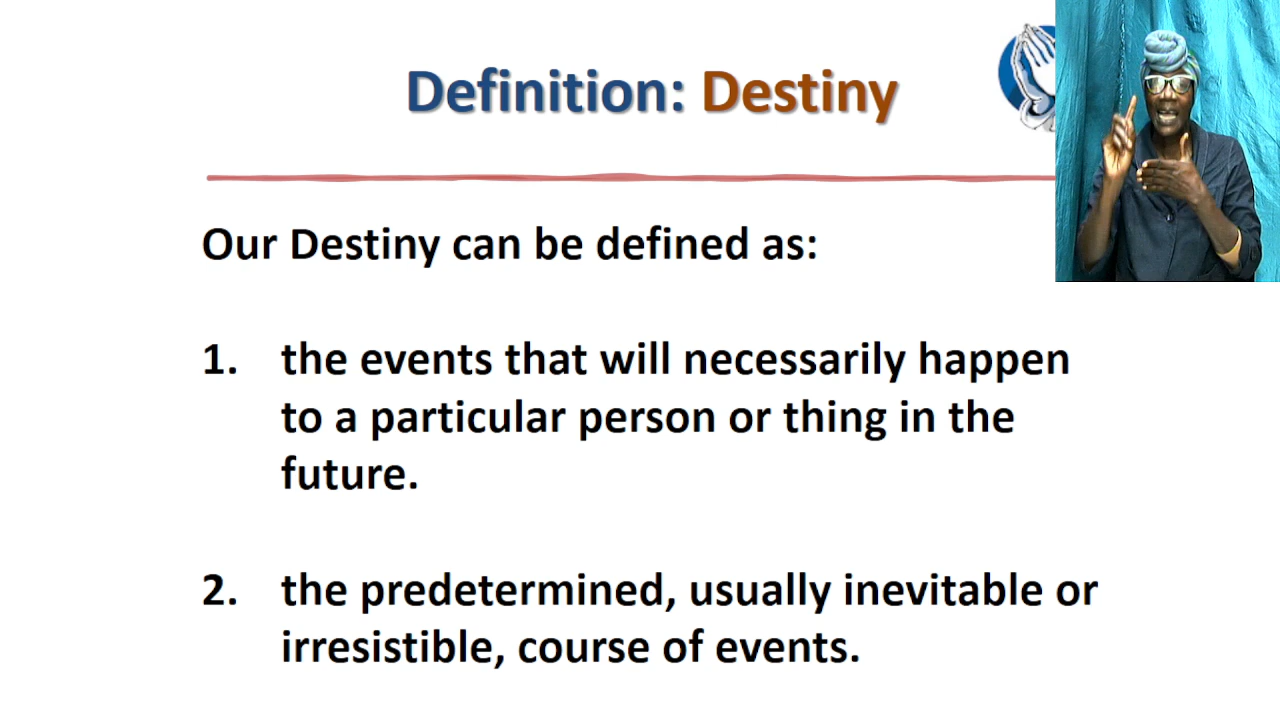 Definition: Destiny
Our Destiny can be defined as:
1. the events that will necessarily happen
to a particular person or thing in the
future.
2. the predetermined, usually inevitable or
irresistible, course of events.